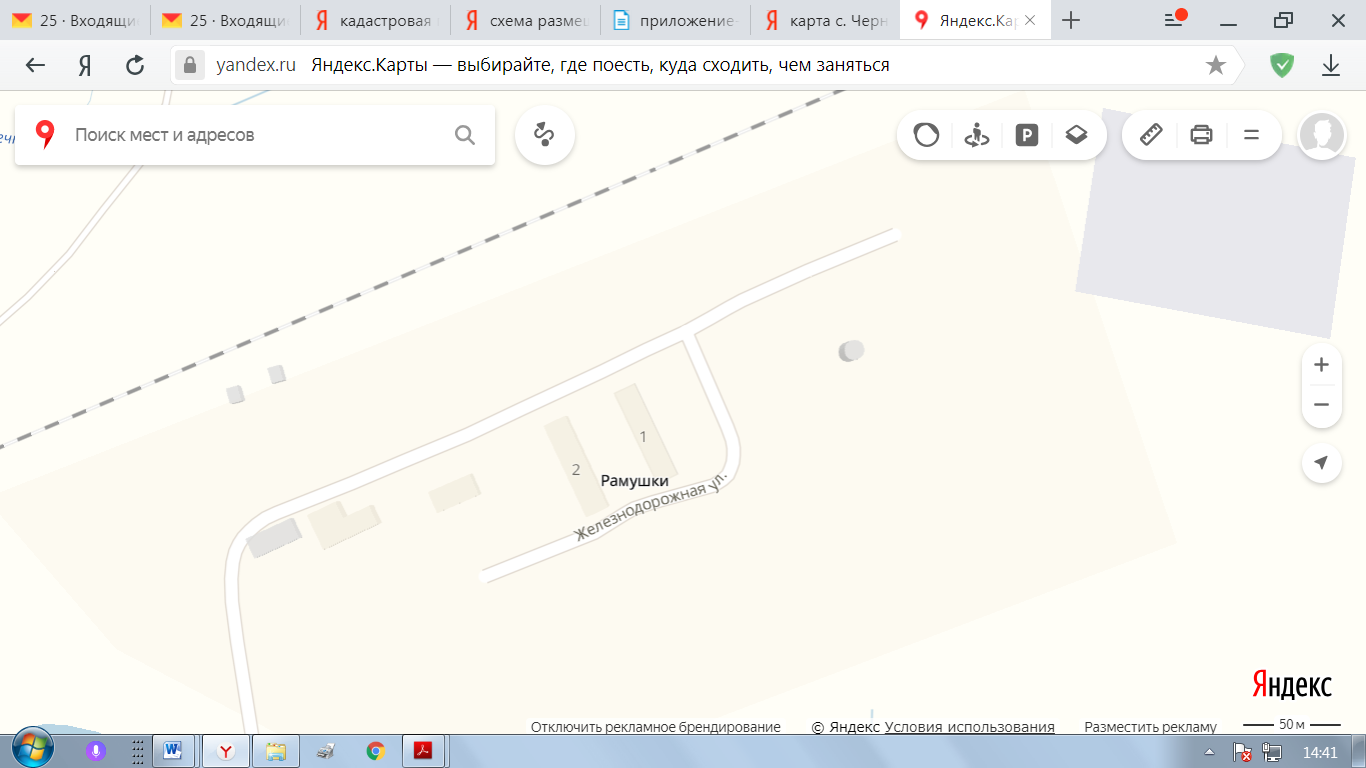 25 · Входящие
25 · Входящие
кадастровая
схема разме
приложение-
карта с. Черн
Яндекс.Кар
yandex.ru Яндекс.Карты — выбирайте, где поесть, куда сходить, чем заняться
Поиск мест и адресов
P
1
2
Рамушки
Железнодорожная ул.
Яндекс
Отключить рекламное брендирование
© Яндекс Условия использования
Разместить рекламу
50 м
14:41